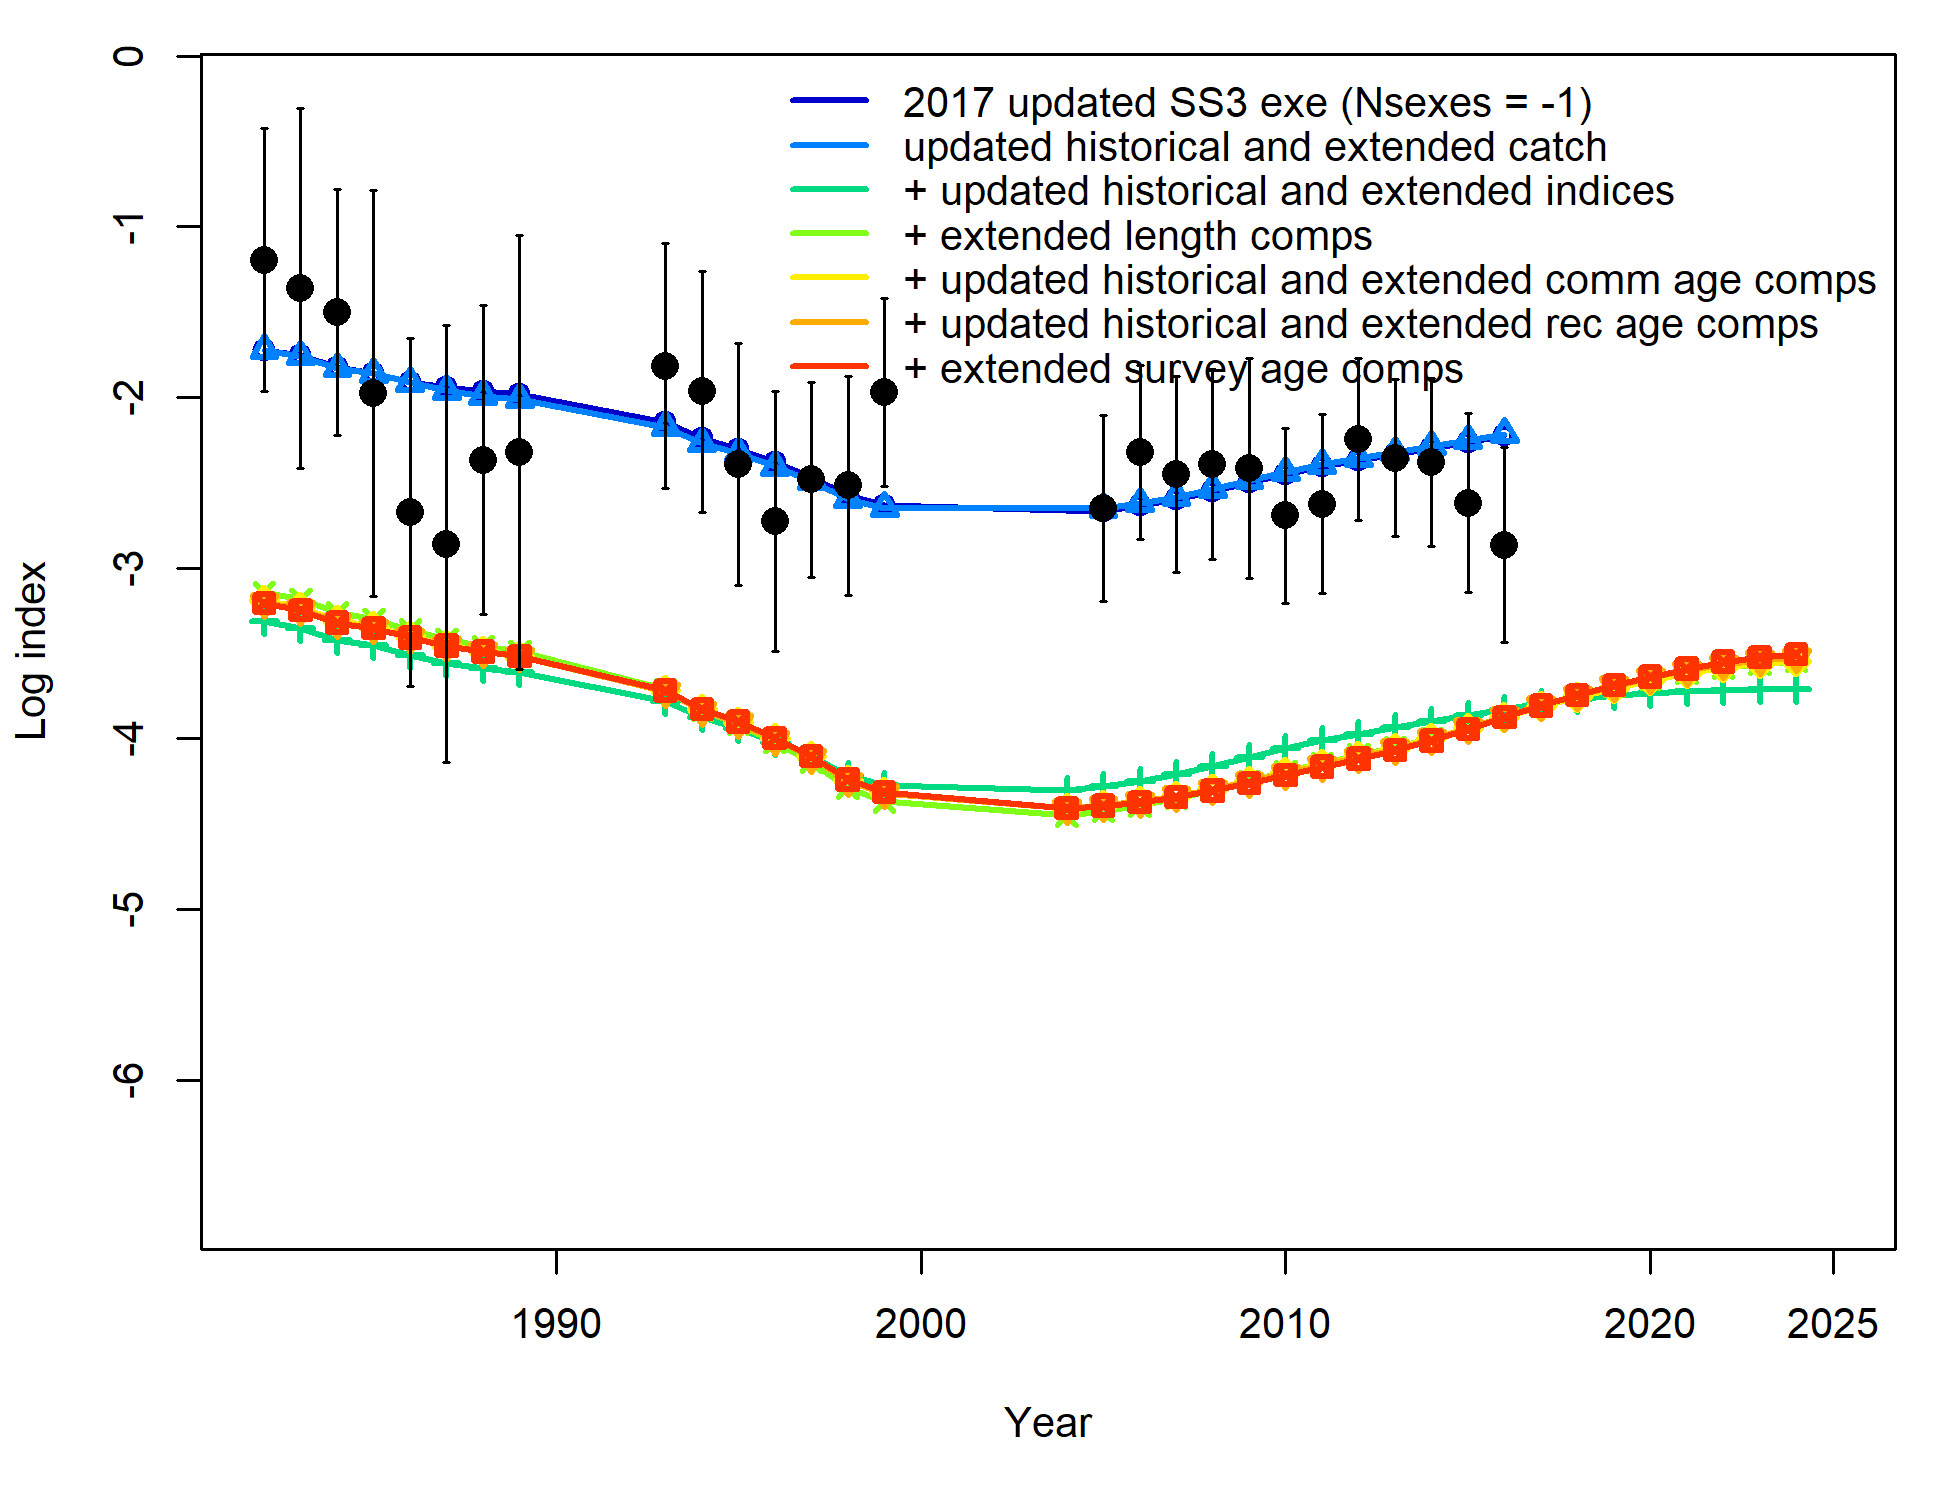 0
-1
-2
-3
-4
-5
-6
Log index
2017 updated SS3 exe (Nsexes = -1)
updated historical and extended catch
+ updated historical and extended indices
+ extended length comps
+ updated historical and extended comm age comps
+ updated historical and extended rec age comps
+ extended survey age comps
1990
2000
2010
2020
2025
Year